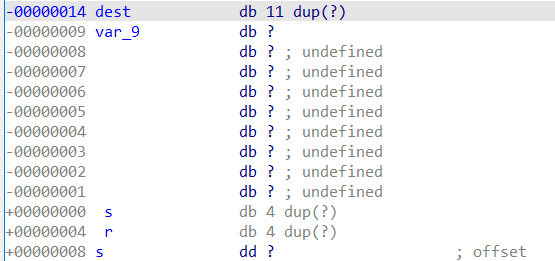 -00000014 dest db 11 dup(?)
-00000009 var_9 db ?
-00000008 db ? ; undefined
-00000007 db ? ; undefined
-00000006 db ? ; undefined
-00000005 db ? ; undefined
-00000004 db ? ; undefined
-00000003 db ? ; undefined
-00000002 db ? ; undefined
-00000001 db ? ; undefined
+00000000 s db 4 dup(?)
+00000004 r db 4 dup(?)
+00000008 s dd ? ; offset